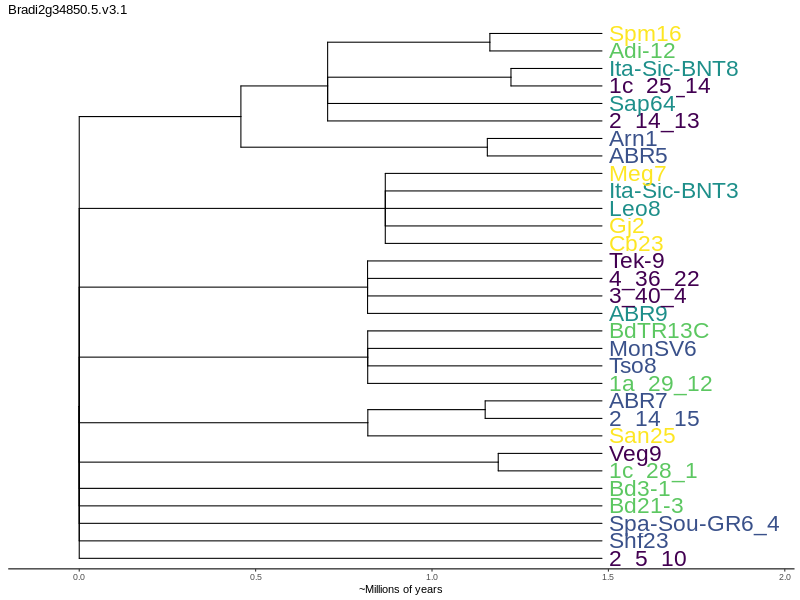 Bradi2g34850.5.v3.1
Spm16
Adi-12
Ita-Sic-BNT8
1c_25_14
Sap64
2_14_13
Arn1
ABR5
Meg7
Ita-Sic-BNT3
Leo8
Gj2
Cb23
Tek-9
4_36_22
3_40_4
ABR9
BdTR13C
MonSV6
Tso8
1a_29_12
ABR7
2_14_15
San25
Veg9
1c_28_1
Bd3-1
Bd21-3
Spa-Sou-GR6_4
Shf23
2_5_10
0.0 0.5 1.0 1.5 2.0
~Millions of years